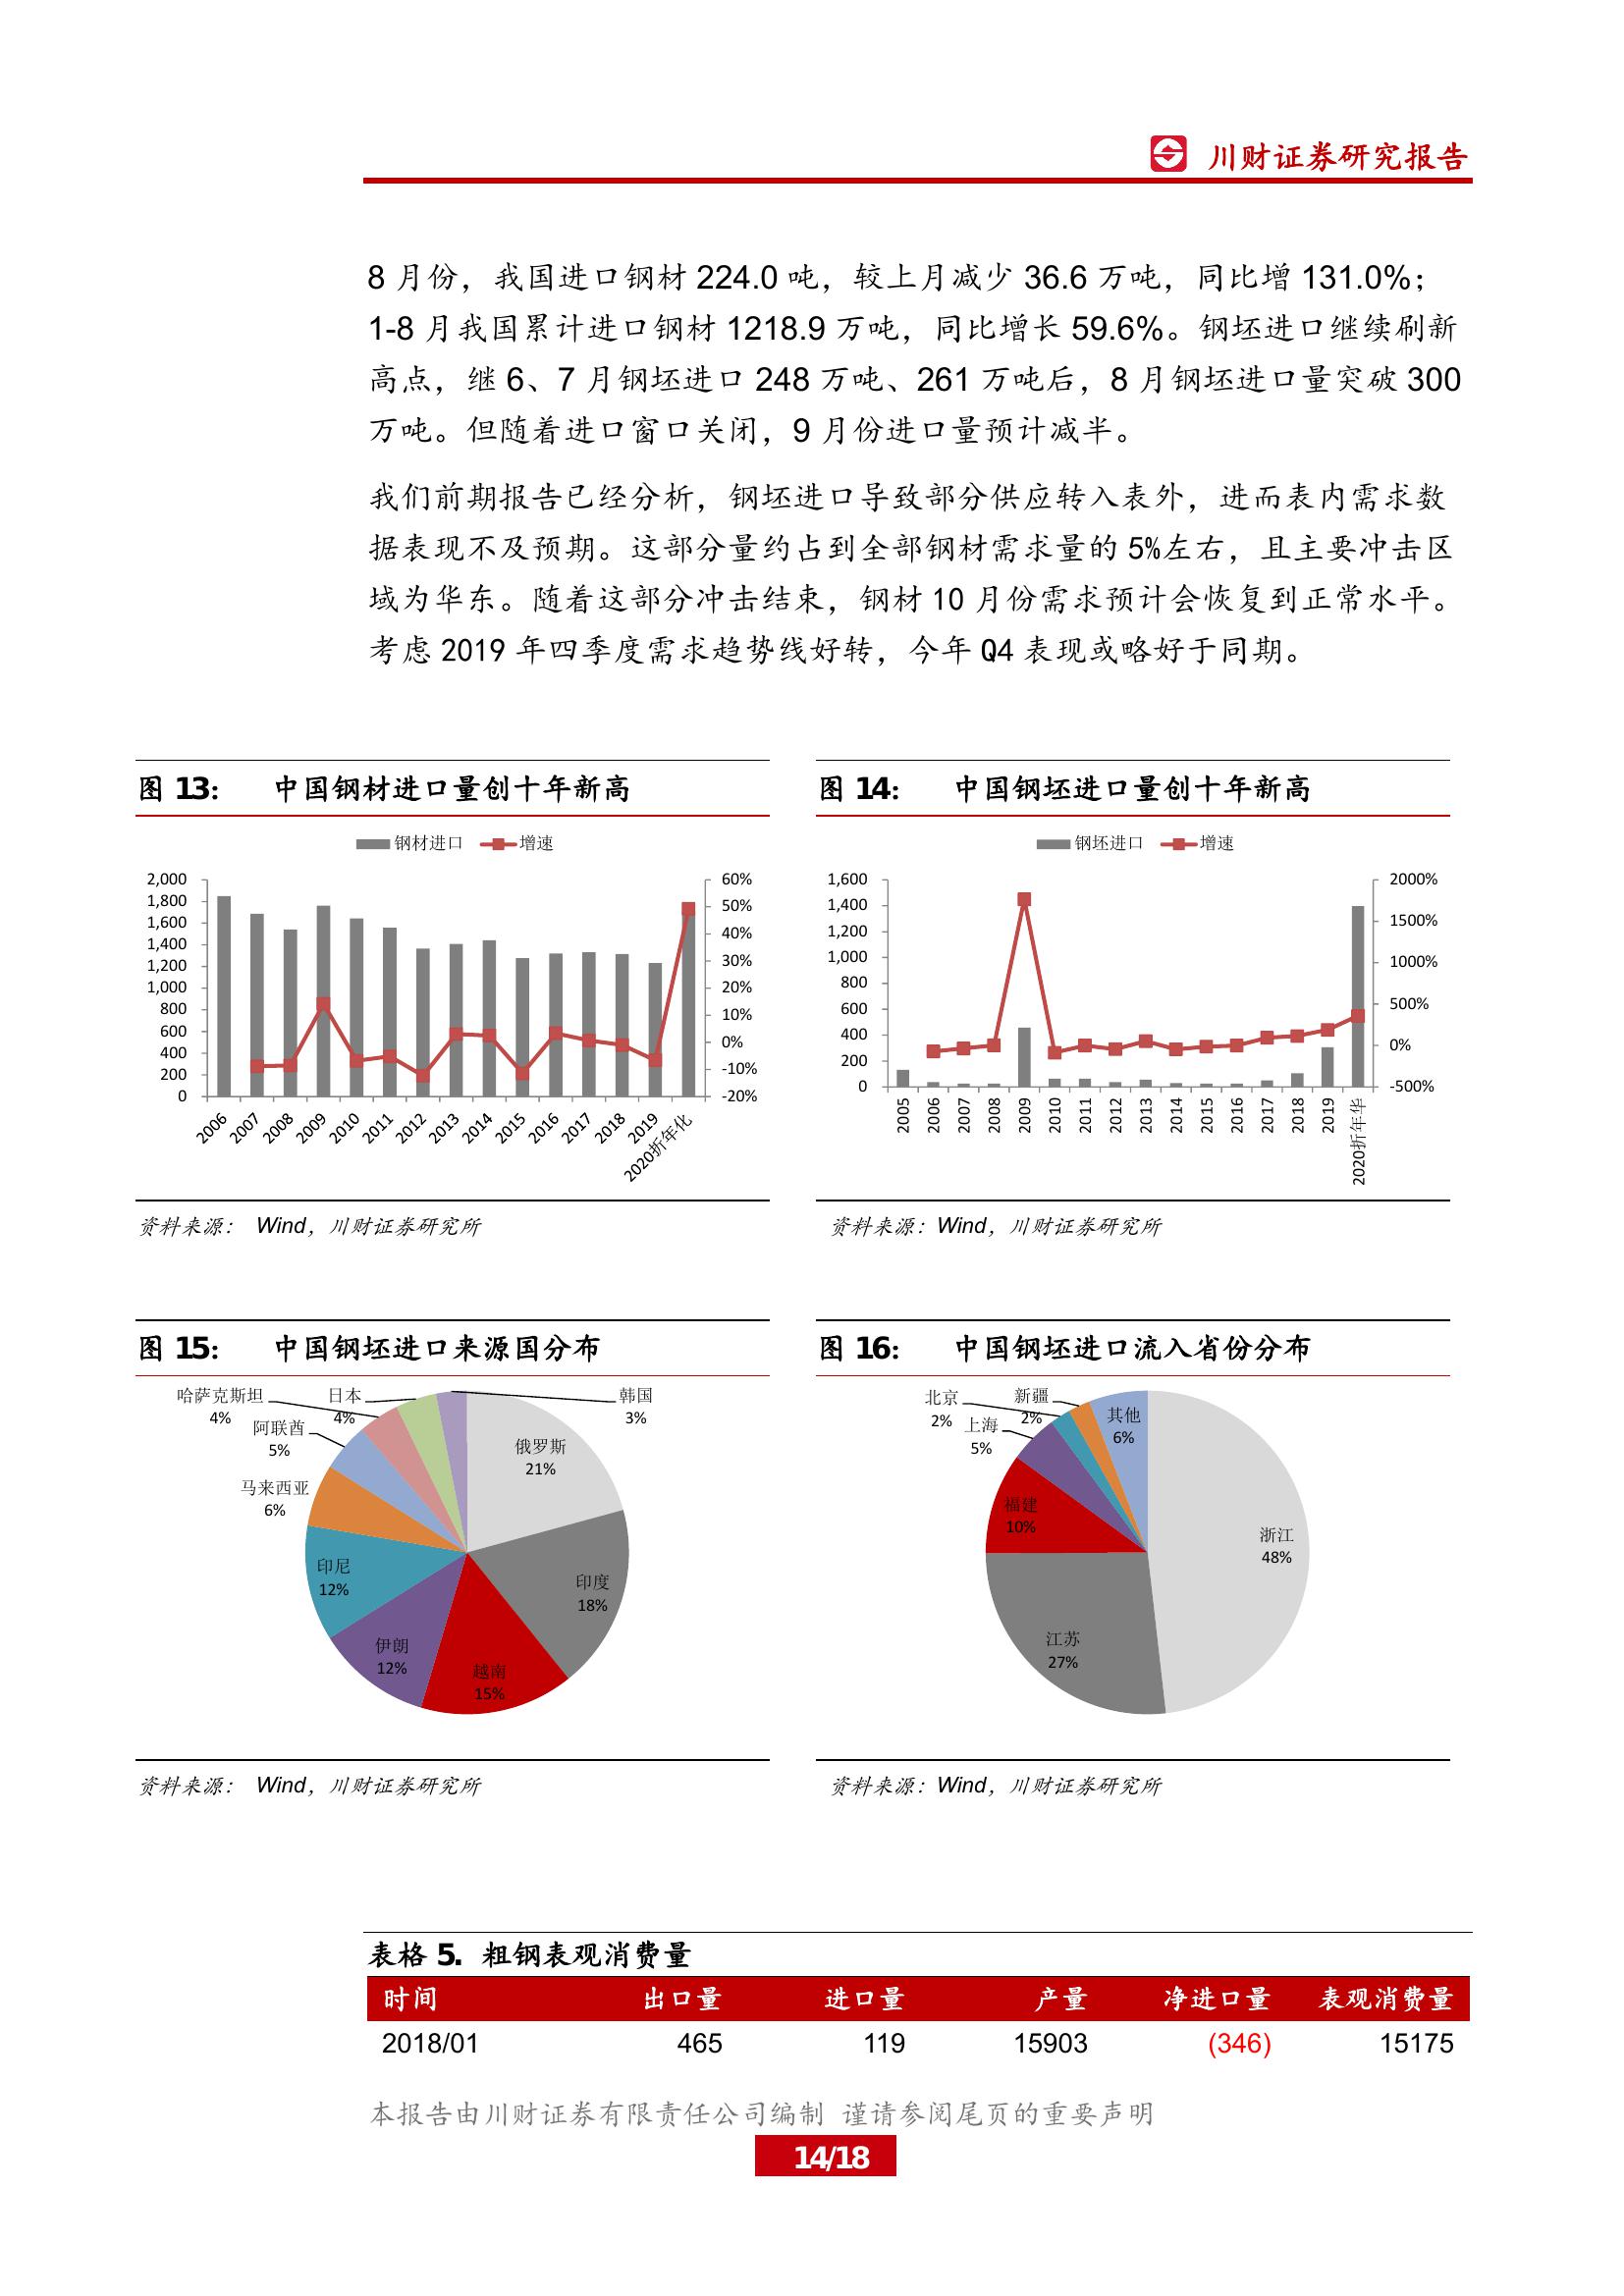 川财证券研究报告
8 月份，我国进口钢材 224.0 吨，较上月减少 36.6 万吨，同比增 131.0%；
1-8 月我国累计进口钢材 1218.9 万吨，同比增长 59.6%。钢坯进口继续刷新
高点，继 6、7 月钢坯进口 248 万吨、261 万吨后，8 月钢坯进口量突破 300
万吨。但随着进口窗口关闭，9 月份进口量预计减半。
我们前期报告已经分析，钢坯进口导致部分供应转入表外，进而表内需求数
据表现不及预期。这部分量约占到全部钢材需求量的 5%左右，且主要冲击区
域为华东。随着这部分冲击结束，钢材 10 月份需求预计会恢复到正常水平。
考虑 2019 年四季度需求趋势线好转，今年 Q4 表现或略好于同期。
图 13： 中国钢材进口量创十年新高
钢材进口 增速
2,000
1,800
1,600
1,400
1,200
1,000
800
600
400
200
0
60%
50%
40%
30%
20%
10%
0%
-10%
-20%
2006 2007 2008 2009 2010 2011 2012 2013 2014 2015 2016 2017 2018 2019 2020折年化
资料来源： Wind，川财证券研究所
图 14： 中国钢坯进口量创十年新高
钢坯进口 增速
1,600
1,400
1,200
1,000
800
600
400
200
0
2000%
1500%
1000%
500%
0%
-500%
2005 2006 2007 2008 2009 2010 2011 2012 2013 2014 2015 2016 2017 2018 2019 2020折年华
资料来源：Wind，川财证券研究所
图 15： 中国钢坯进口来源国分布
哈萨克斯坦
4%
日本
4%
韩国
3%
阿联酋
5%
俄罗斯
21%
马来西亚
6%
印尼
12%
印度
18%
伊朗
12%
越南
15%
资料来源： Wind，川财证券研究所
图 16： 中国钢坯进口流入省份分布
北京
2%
新疆
2%
其他
6%
上海
5%
福建
10%
浙江
48%
江苏
27%
资料来源：Wind，川财证券研究所
表格 5. 粗钢表观消费量
时间 出口量 进口量 产量 净进口量 表观消费量
2018/01 465 119 15903 (346) 15175
本报告由川财证券有限责任公司编制 谨请参阅尾页的重要声明
14/18